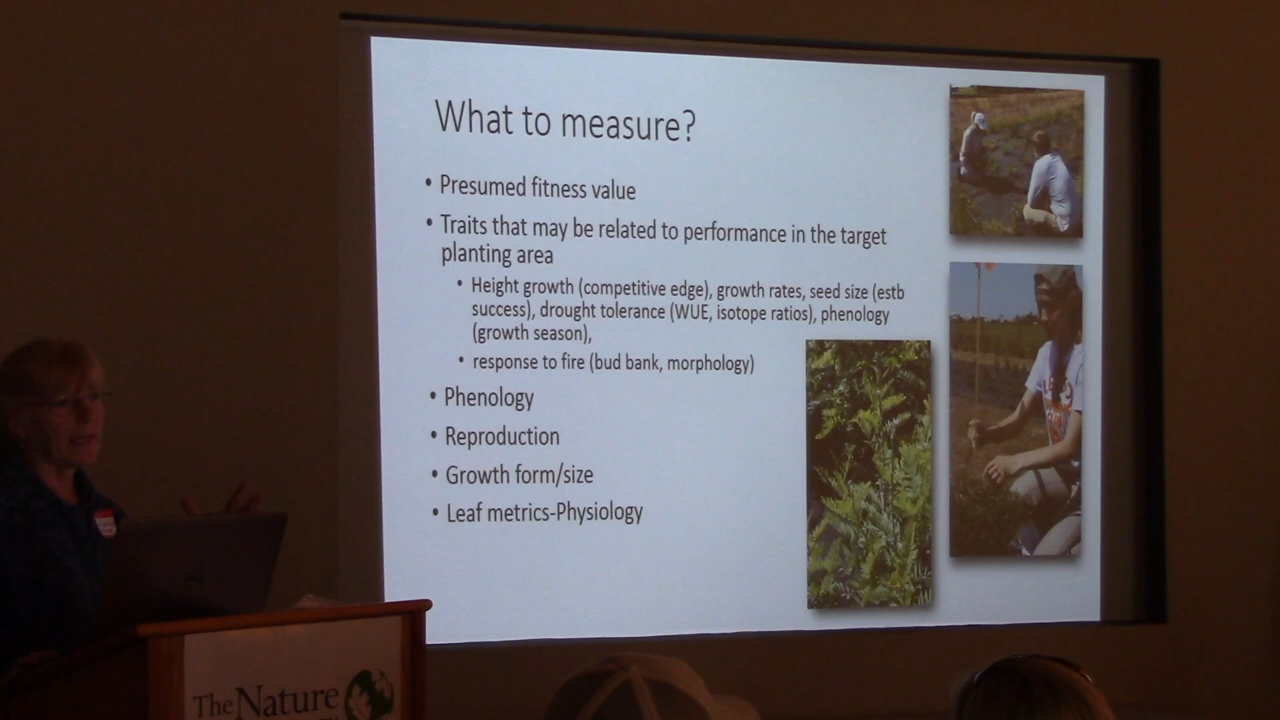 What to measure?
• Presumed fitness value
• Traits that may be related to performance in the target
planting area
• Height growth (competitive edge), growth rates, seed size (estb
success), drought tolerance (WUE, isotope ratios), phenology
(growth season),
• response to fire (bud bank, morphology)
• Phenology
• Reproduction
• Growth form/size
• Leaf metrics-Physiology
The Nature